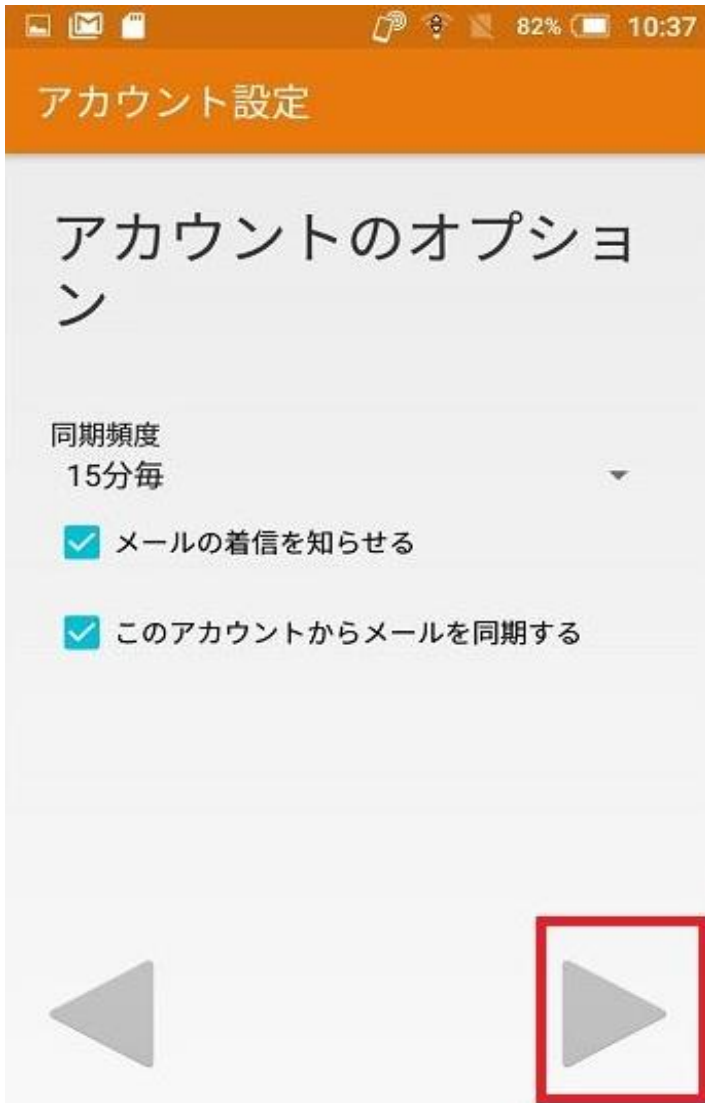 82% 10:37
アカウント設定
アカウントのオプショ
ン
同期頻度
15分毎
メールの着信を知らせる
このアカウントからメールを同期する